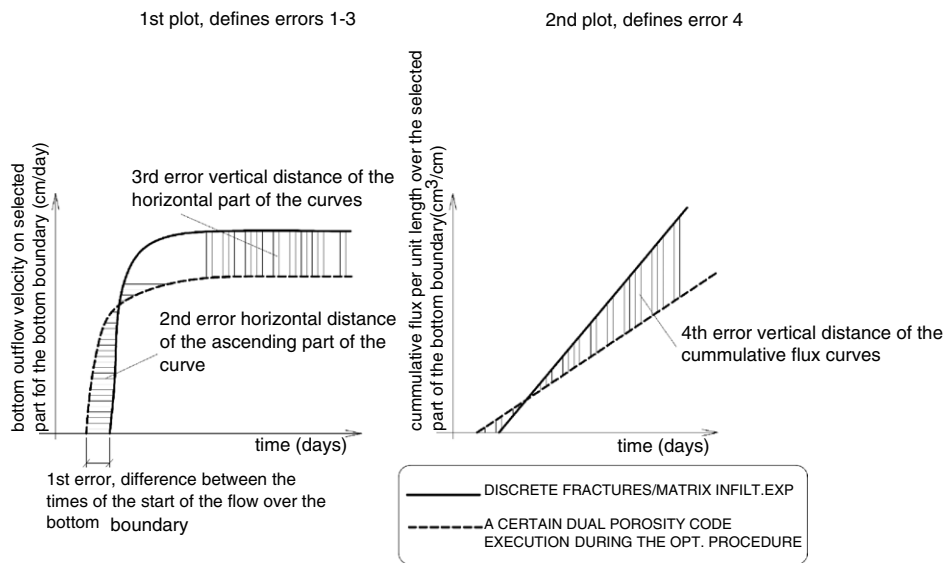 1st plot, defines errors 1-3
2nd plot, defines error 4
bottom outflow velocity on selected
part fof the bottom boundary (cm/day)
3rd error vertical distance of the
horizontal part of the curves
2nd error horizontal distance
of the ascending part of the
curve
time (days)
1st error, difference between the
times of the start of the flow over the
bottom boundary
cummulative flux per unit length over the selected
part of the bottom boundary(cm³/cm)
4th error vertical distance of the
cummulative flux curves
time (days)
DISCRETE FRACTURES/MATRIX INFILT.EXP
A CERTAIN DUAL POROSITY CODE
EXECUTION DURING THE OPT. PROCEDURE